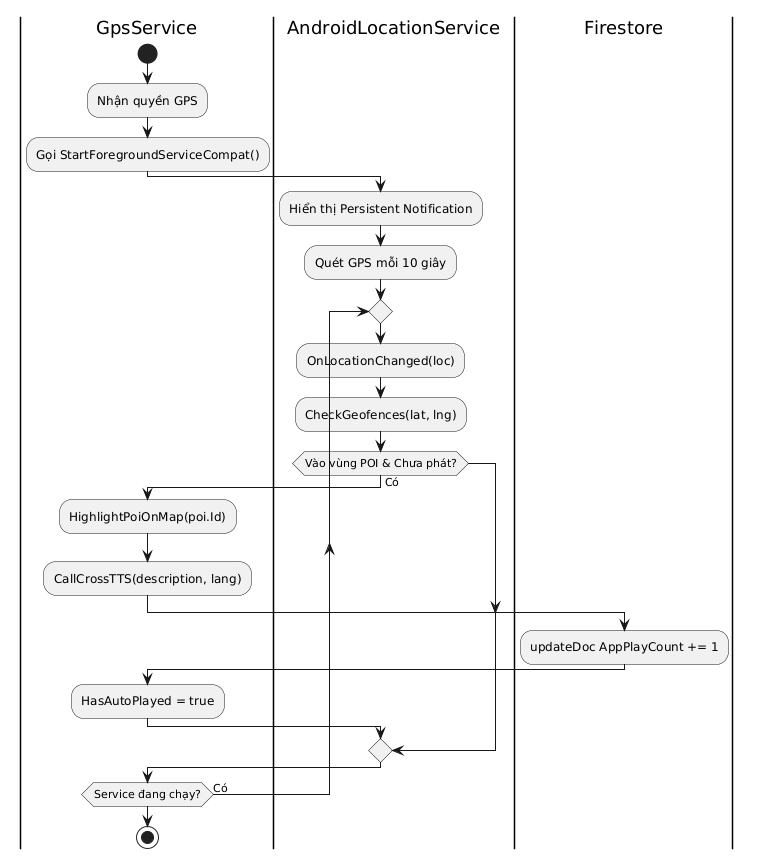 GpsService
AndroidLocationService
Firestore
Nhận quyền GPS
Gọi StartForegroundServiceCompat()
Hiển thị Persistent Notification
Quét GPS mỗi 10 giây
OnLocationChanged(loc)
CheckGeofences(lat, lng)
Vào vùng POI & Chưa phát?
Có
HighlightPoiOnMap(poi.Id)
CallCrossTTS(description, lang)
updateDoc AppPlayCount += 1
HasAutoPlayed = true
Service đang chạy?
Có